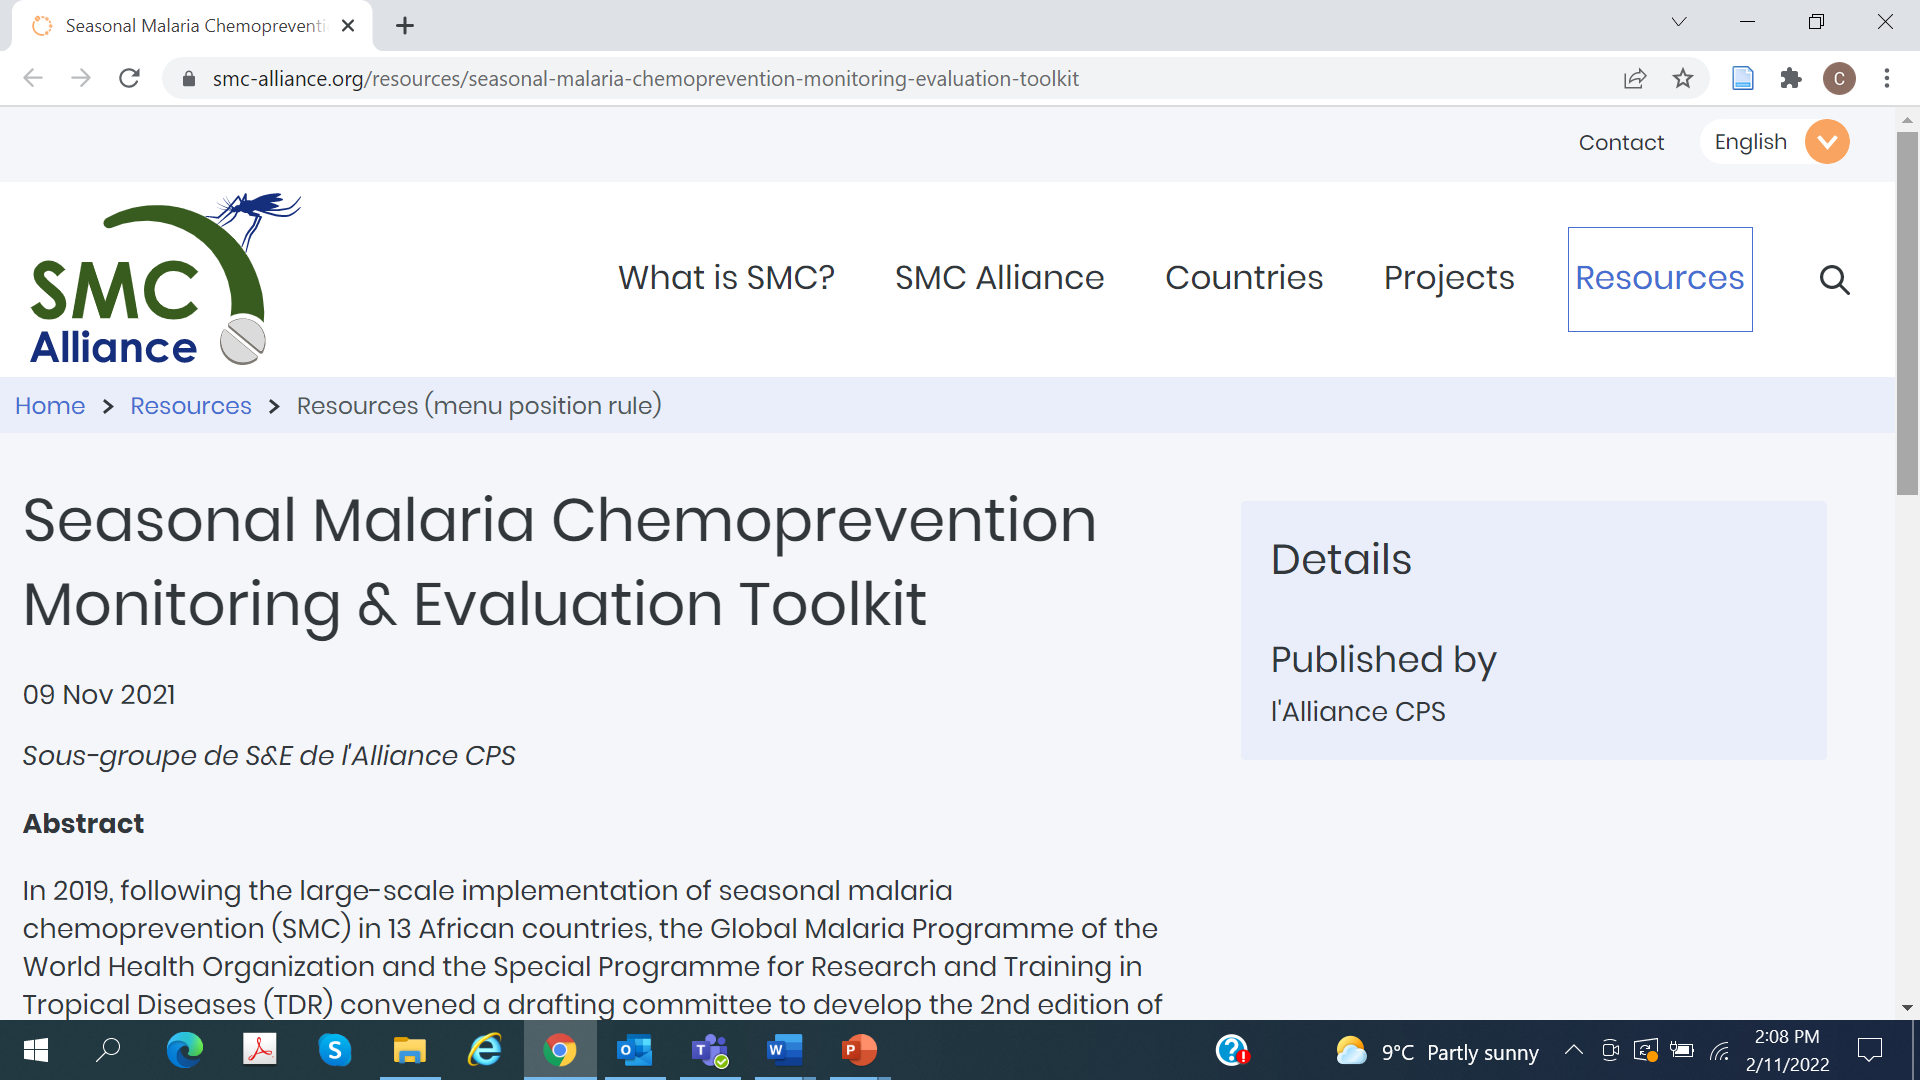 Seasonal Malaria Chemopreventi
smc-alliance.org/resources/seasonal-malaria-chemoprevention-monitoring-evaluation-toolkit
C
Contact
English
SMC
Alliance
What is SMC?
SMC Alliance
Countries
Projects
Resources
Home > Resources > Resources (menu position rule)
Seasonal Malaria Chemoprevention
Monitoring & Evaluation Toolkit
09 Nov 2021
Sous-groupe de S&E de l'Alliance CPS
Abstract
In 2019, following the large-scale implementation of seasonal malaria
chemoprevention (SMC) in 13 African countries, the Global Malaria Programme of the
World Health Organization and the Special Programme for Research and Training in
Tropical Diseases (TDR) convened a drafting committee to develop the 2nd edition of
Details
Published by
l'Alliance CPS
9°C Partly sunny
2:08 PM
2/11/2022